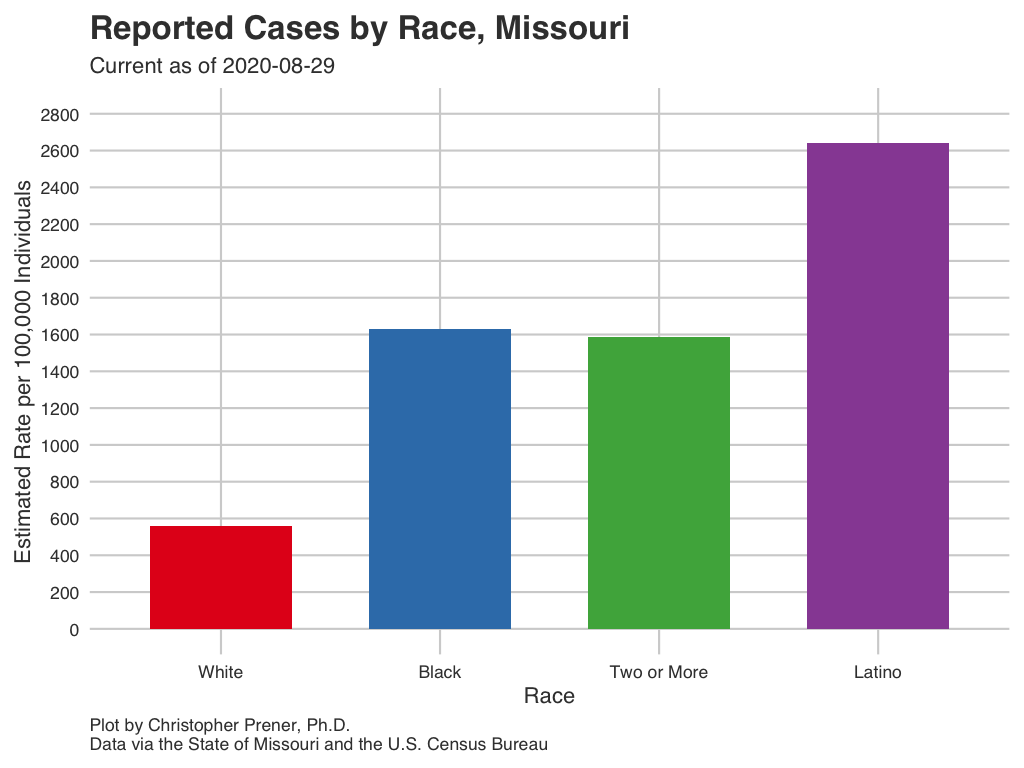 Reported Cases by Race, Missouri
Current as of 2020-08-29
Estimated Rate per 100,000 Individuals
2800
2600
2400
2200
2000
1800
1600
1400
1200
1000
800
600
400
200
0
White Black Two or More Latino
Race
Plot by Christopher Prener, Ph.D.
Data via the State of Missouri and the U.S. Census Bureau